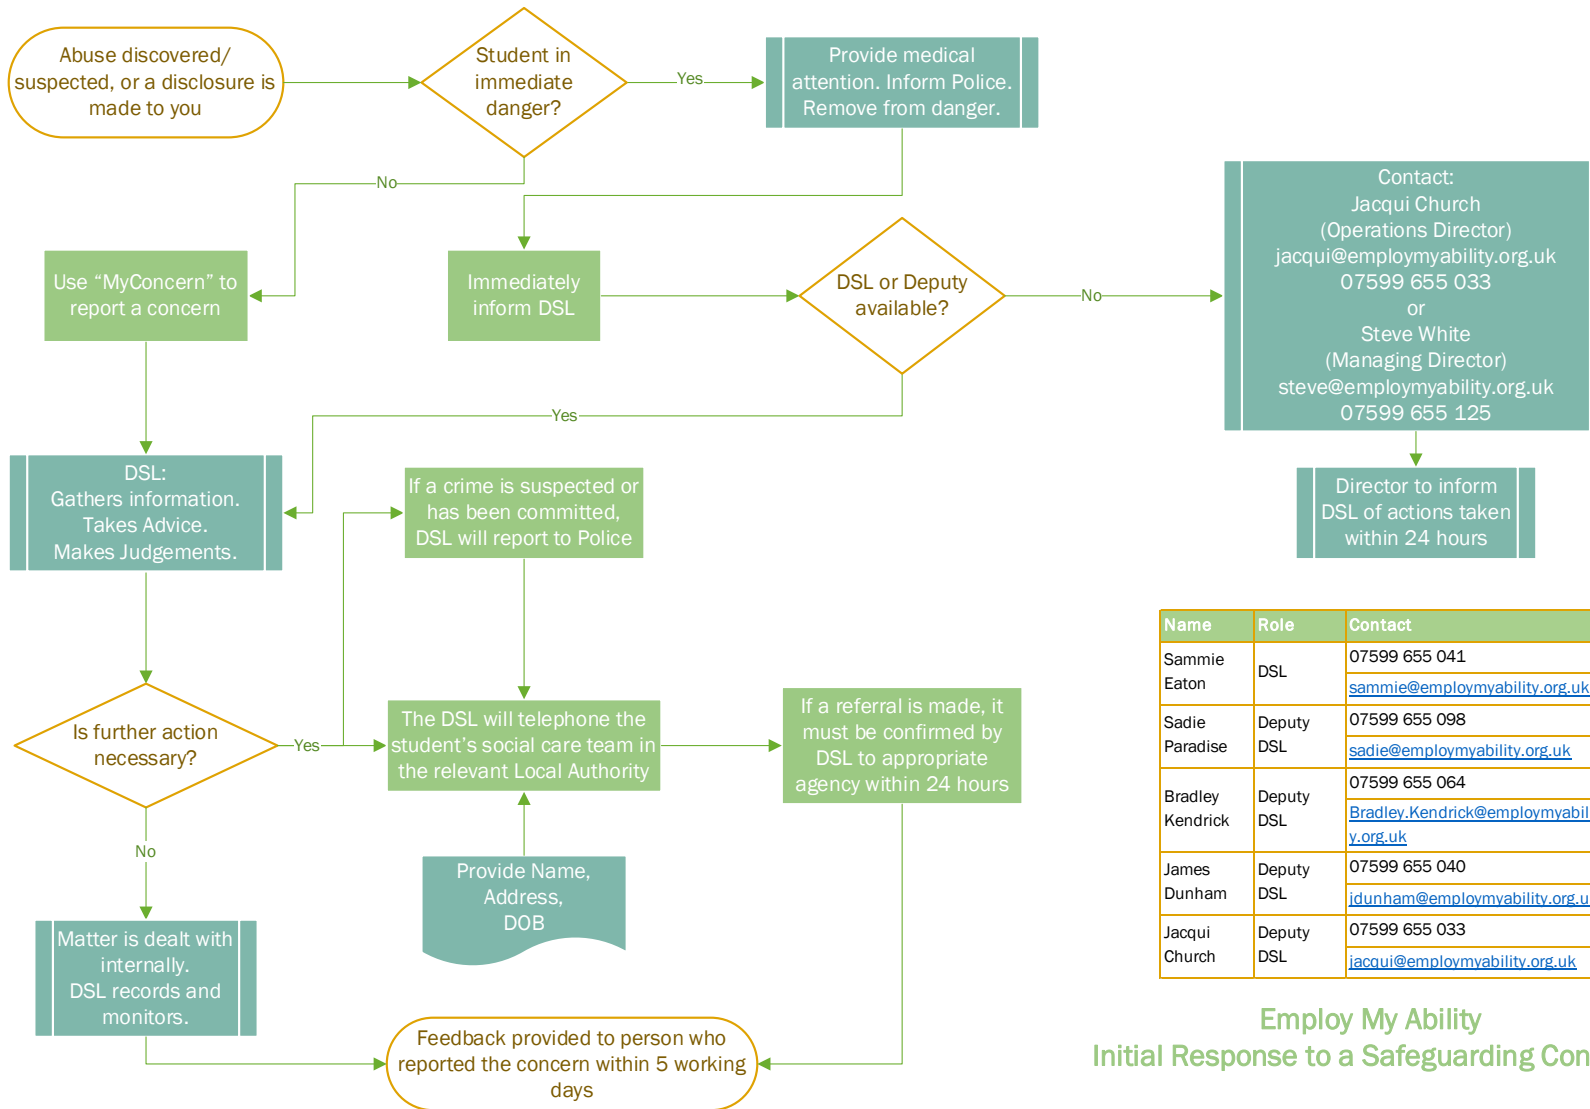 Abuse discovered/
suspected, or a disclosure is
made to you
Student in
immediate
danger?
Yes
Provide medical
attention. Inform Police.
Remove from danger.
No
Use “MyConcern” to
report a concern
Immediately
inform DSL
DSL or Deputy
available?
No
Contact:
Jacqui Church
(Operations Director)
jacqui@employmyability.org.uk
07599 655 033
or
Steve White
(Managing Director)
steve@employmyability.org.uk
07599 655 125
Yes
DSL:
Gathers information.
Takes Advice.
Makes Judgements.
If a crime is suspected or
has been committed,
DSL will report to Police
Director to inform
DSL of actions taken
within 24 hours
Is further action
necessary?
Yes
The DSL will telephone the
student’s social care team in
the relevant Local Authority
If a referral is made, it
must be confirmed by
DSL to appropriate
agency within 24 hours
No
Provide Name,
Address,
DOB
Matter is dealt with
internally.
DSL records and
monitors.
Feedback provided to person who
reported the concern within 5 working
days
Name Role Contact
Sammie
Eaton
DSL
07599 655 041
sammie@employmyability.org.uk
Sadie
Paradise
Deputy
DSL
07599 655 098
sadie@employmyability.org.uk
Bradley
Kendrick
Deputy
DSL
07599 655 064
Bradley.Kendrick@employmyabil
y.org.uk
James
Dunham
Deputy
DSL
07599 655 040
jdunham@employmyability.org.u
Jacqui
Church
Deputy
DSL
07599 655 033
jacqui@employmyability.org.uk
Employ My Ability
Initial Response to a Safeguarding Con